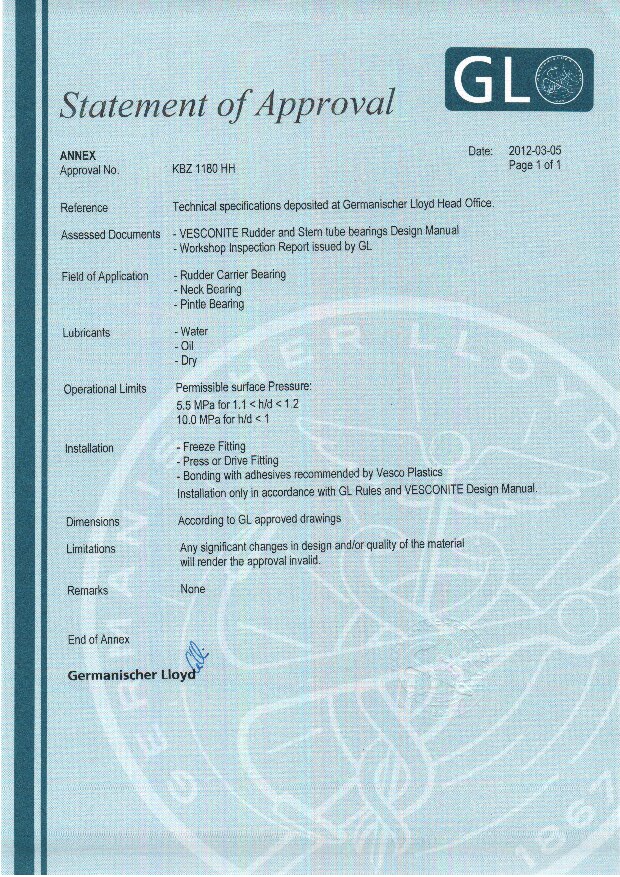 GL
Statement of Approval
ANNEX
Date: 2012-03-05
Approval No. KBZ 1180 HH
Page 1 of 1
Reference Technical specifications deposited at Germanischer Lloyd Head Office.
Assessed Documents - VESCONITE Rudder and Stern tube bearings Design Manual
- Workshop Inspection Report issued by GL
Field of Application - Rudder Carrier Bearing
- Neck Bearing
- Pintle Bearing
Lubricants - Water
- Oil
- Dry
Operational Limits Permissible surface Pressure:
5.5 MPa for 1.1 < h/d < 1.2
10.0 MPa for h/d < 1
Installation - Freeze Fitting
- Press or Drive Fitting
- Bonding with adhesives recommended by Vesco Plastics
Installation only in accordance with GL Rules and VESCONITE Design Manual.
Dimensions According to GL approved drawings
Limitations Any significant changes in design and/or quality of the material
will render the approval invalid.
Remarks None
End of Annex
Germanischer Lloyd
GERMANISCHER LLOYD
1867